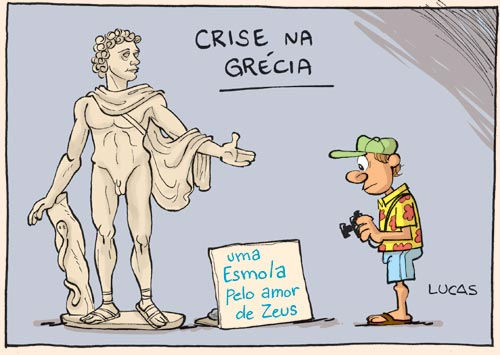 CRISE NA
GRÉCIA
uma
Esmola
pelo amor
de Zeus
LUCAS